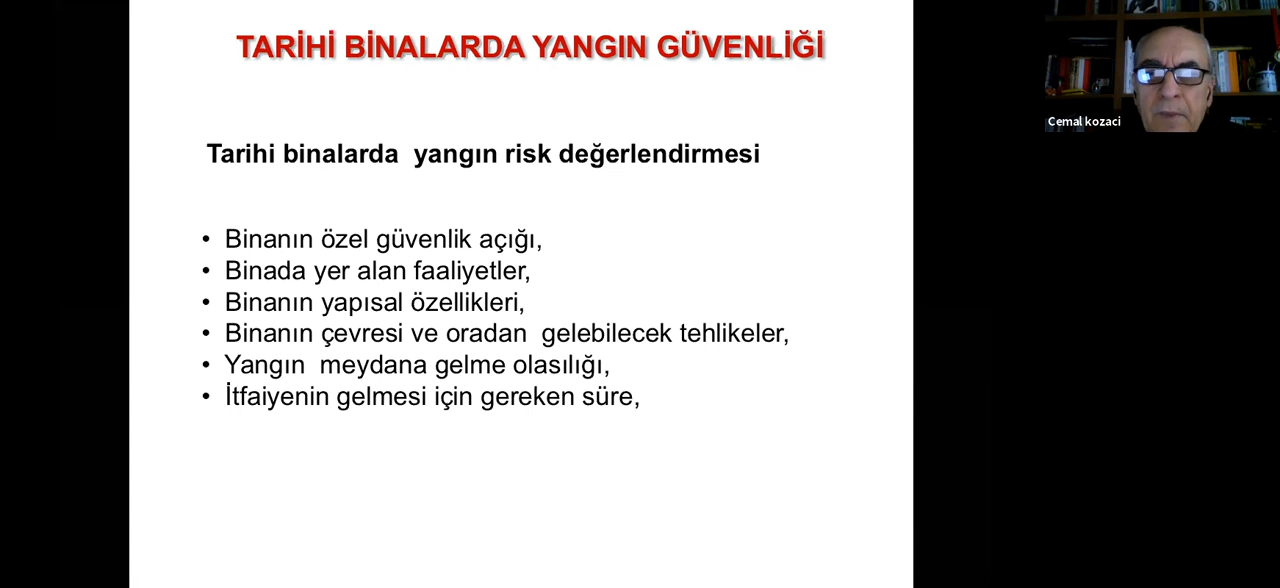 TARİHİ BİNALARDA YANGIN GÜVENLİĞİ
Cemal kozaci
Tarihi binalarda  yangın risk değerlendirmesi
• Binanın özel güvenlik açığı,
• Binada yer alan faaliyetler,
• Binanın yapısal özellikleri,
• Binanın çevresi ve oradan  gelebilecek tehlikeler,
• Yangın  meydana gelme olasılığı,
• İtfaiyenin gelmesi için gereken süre,